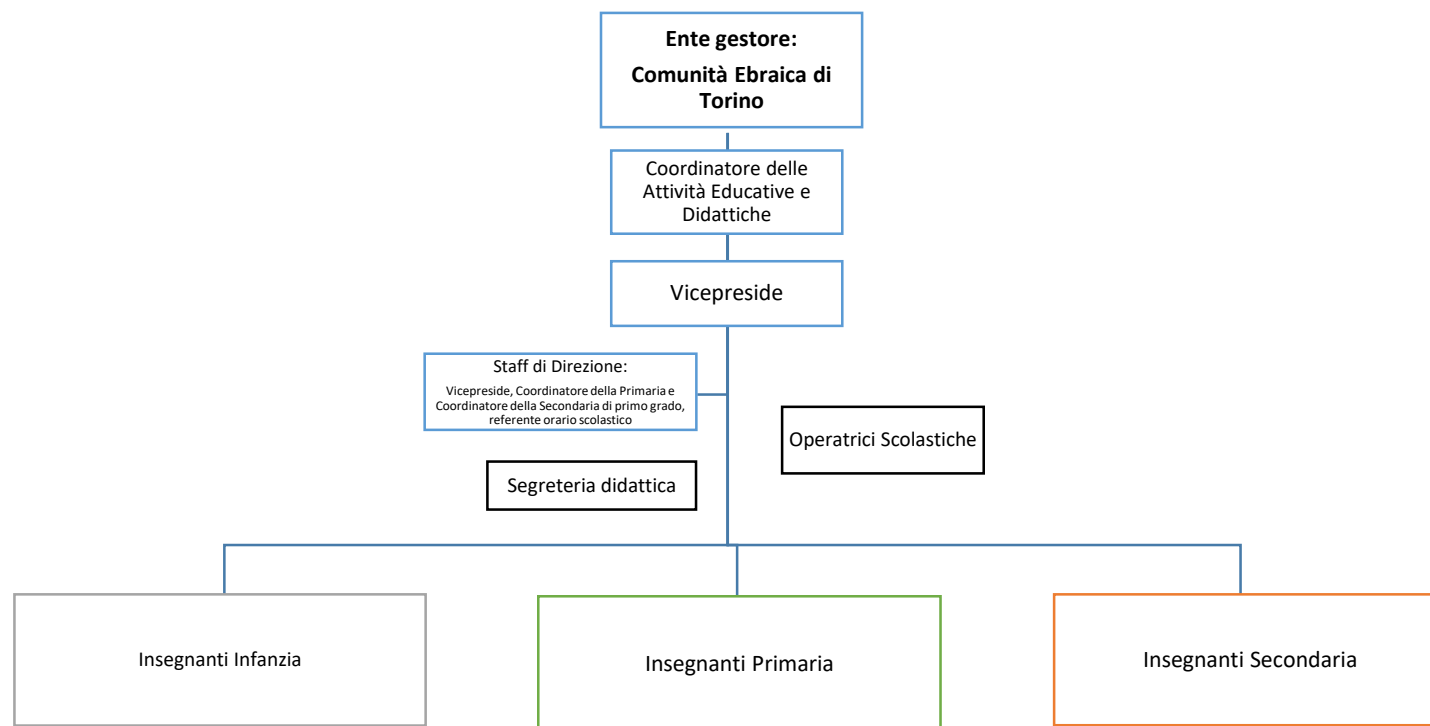 Ente gestore:
Comunità Ebraica di
Torino
Coordinatore delle
Attività Educative e
Didattiche
Vicepreside
Staff di Direzione:
Vicepreside, Coordinatore della Primaria e
Coordinatore della Secondaria di primo grado,
referente orario scolastico
Operatrici Scolastiche
Segreteria didattica
Insegnanti Infanzia
Insegnanti Primaria
Insegnanti Secondaria